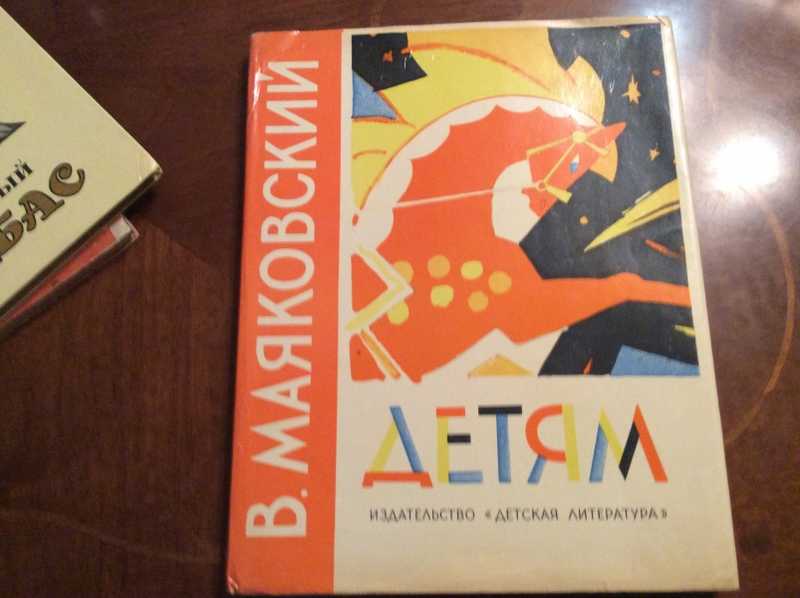 В. МАЯКОВСКИЙ
ДЕТЯМ
ИЗДАТЕЛЬСТВО «ДЕТСКАЯ ЛИТЕРАТУРА»